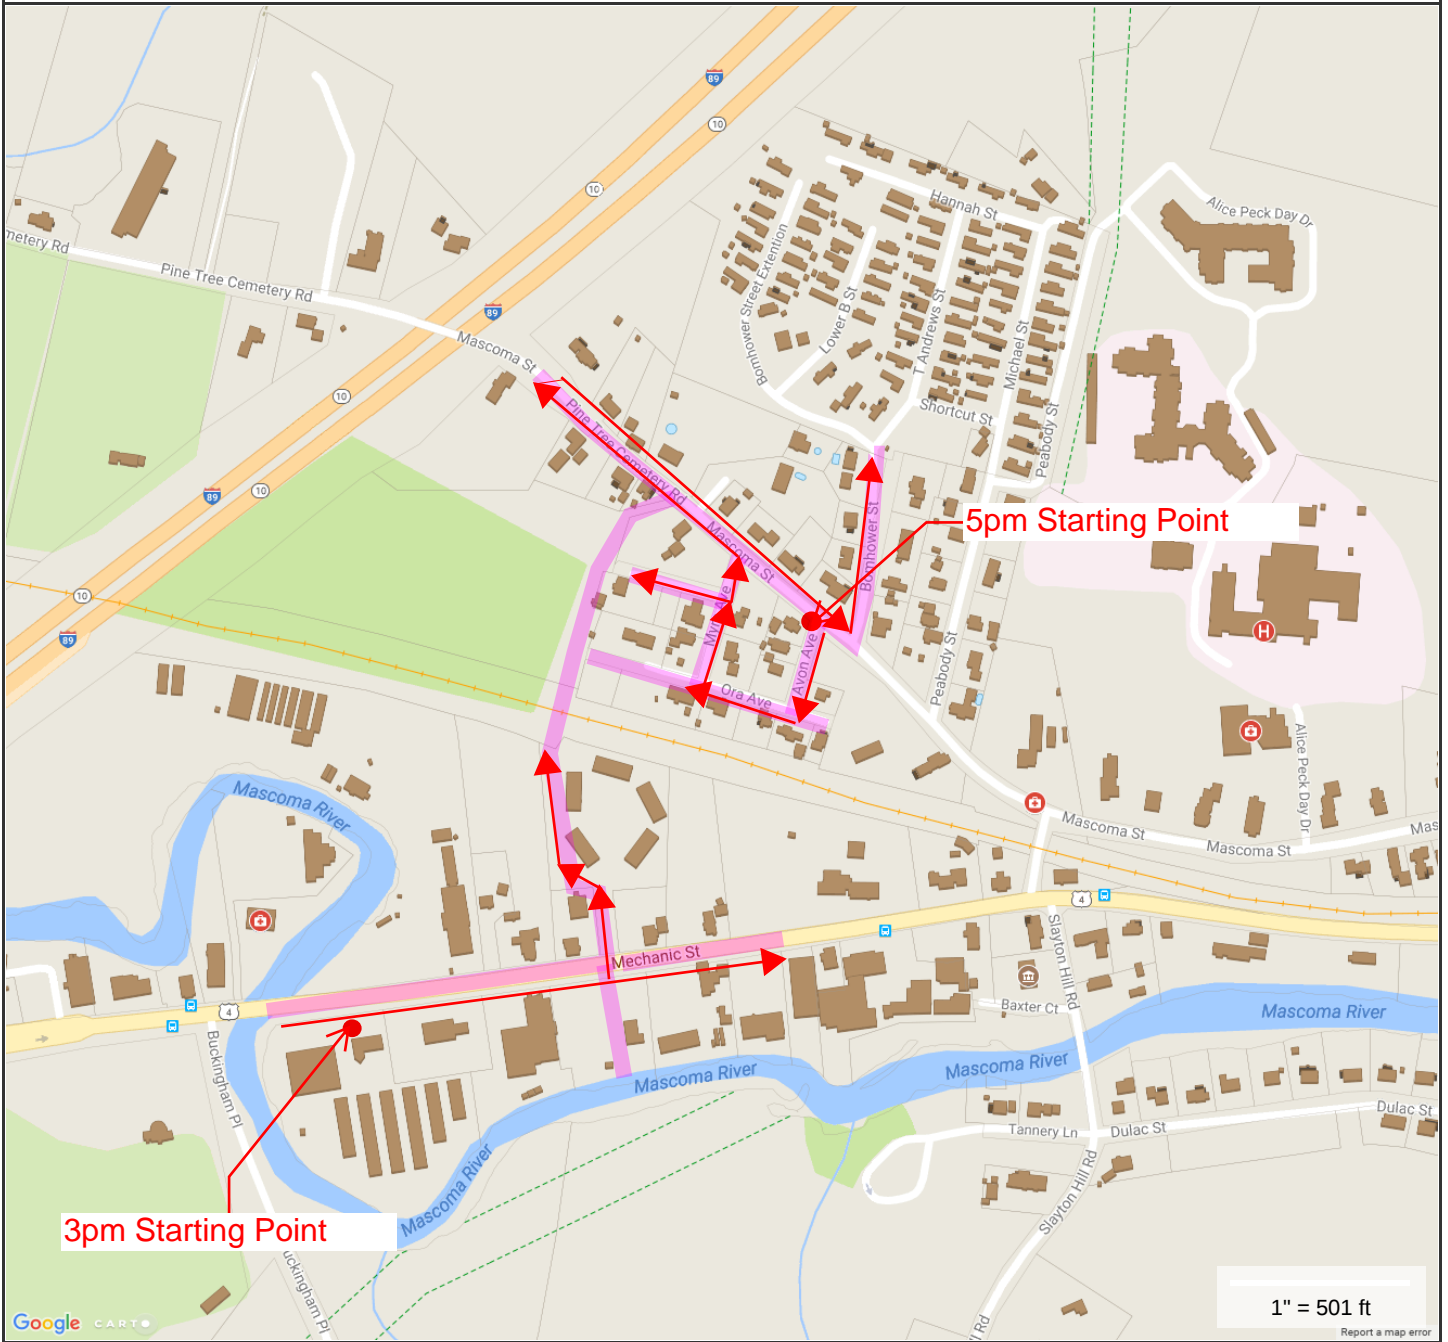 89
10
Hannah St
Alice Peck Day Dr
metery Rd
Pine Tree Cemetery Rd
10
Bomhower Street Extention
Lower B St
T Andrews St
Michael St
89
Mascoma St
10
Shortcut St
Peabody St
Pine Tree Cemetery Rd
89
10
5pm Starting Point
Mascoma St
Bomhower St
10
89
H
Avon Ave
Peabody St
Ora Ave
Alice Peck Day Dr
Mascoma River
Mascoma St
Mascoma St
Mas
4
Mechanic St
Slayton Hill Rd
Baxter Ct
4
Mascoma River
Buckingham Pl
Mascoma River
Mascoma River
Dulac St
Tannery Ln
Dulac St
Mascoma River
Slayton Hill Rd
3pm Starting Point
uckingham Pl
1" = 501 ft
ll Rd
Google
CARTO
Report a map error